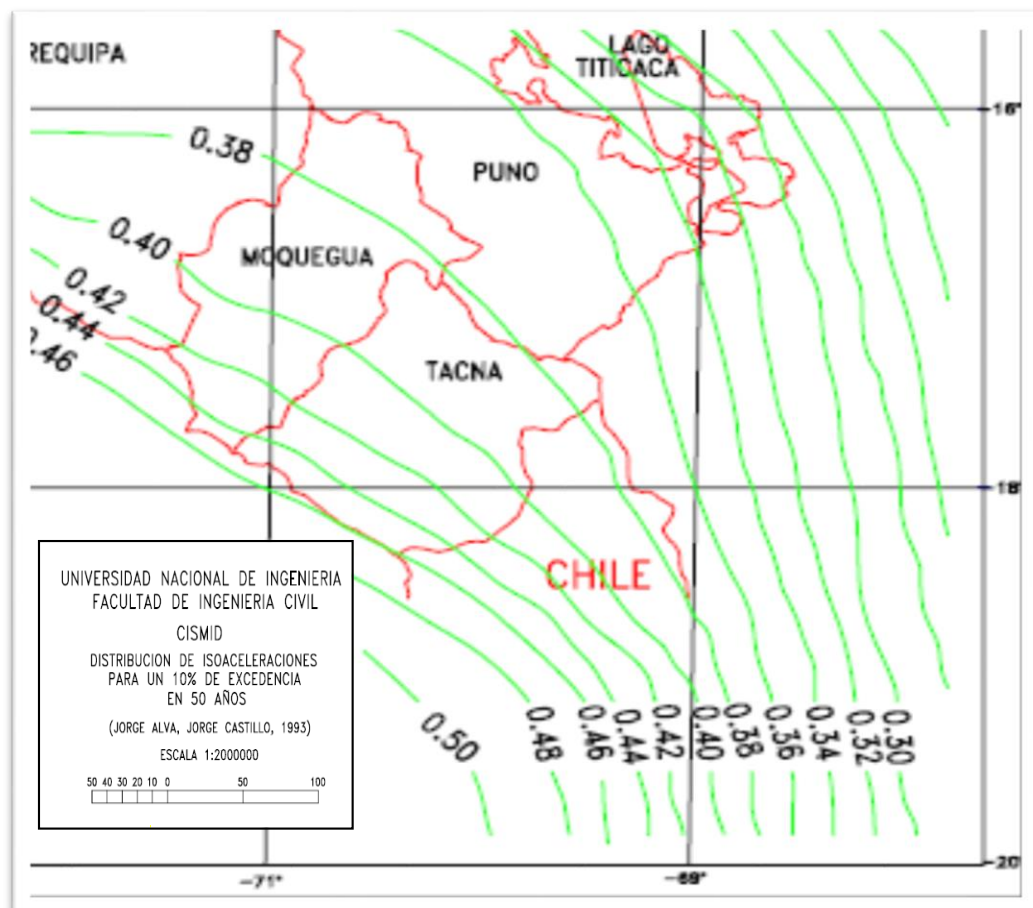 REQUIPA
LAGO
TITICACA
16°
0.38
PUNO
0.40
MOQUEGUA
0.42
0.44
0.46
TACNA
18°
CHILE
UNIVERSIDAD NACIONAL DE INGENIERIA
FACULTAD DE INGENIERIA CIVIL
CISMID
DISTRIBUCION DE ISOACELERACIONES
PARA UN 10% DE EXCEDENCIA
EN 50 AÑOS
(JORGE ALVA, JORGE CASTILLO, 1993)
ESCALA 1:2000000
50 40 30 20 10 0 50 100
0.50
0.48
0.46
0.44
0.42
0.40
0.38
0.36
0.34
0.32
0.30
-71°
-69°
-20°